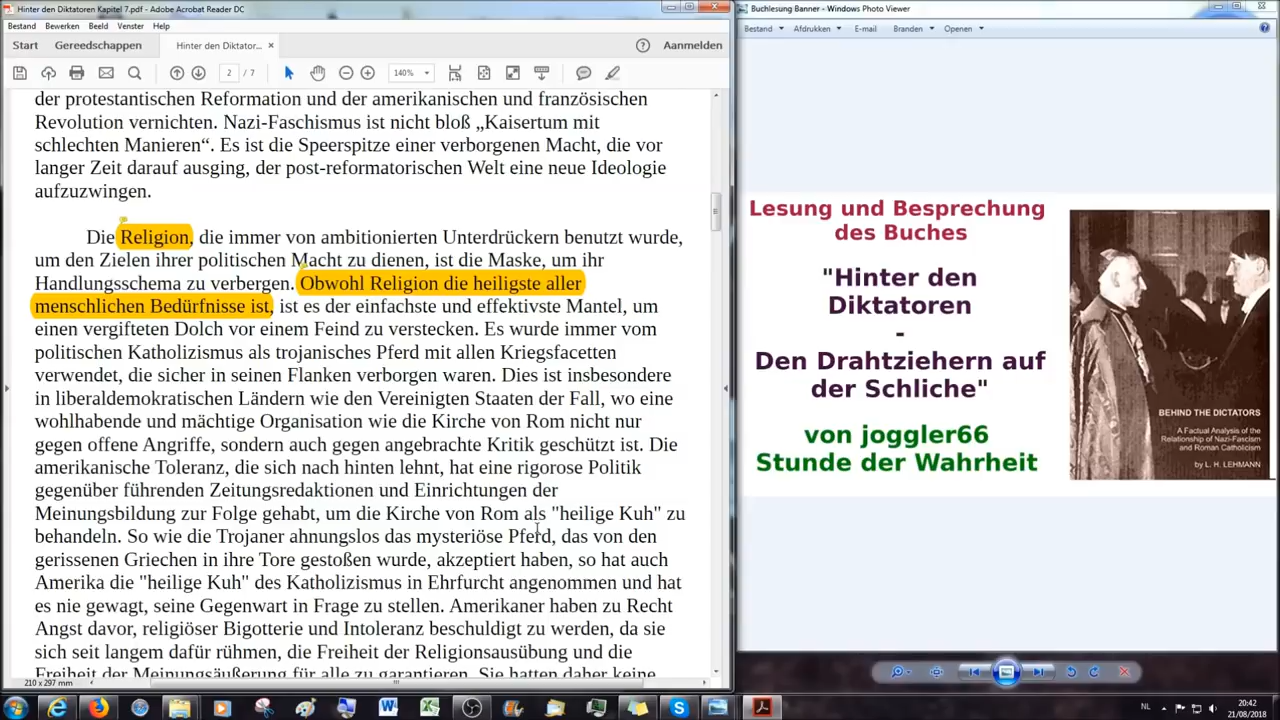 Hinter den Diktatoren Kapitel 7.pdf - Adobe Acrobat Reader DC
Bestand Bewerken Beeld Venster Help
Start Gereedschappen Hinter den Diktator... × Aanmelden
2 / 7 140%
der protestantischen Reformation und der amerikanischen und französischen
Revolution vernichten. Nazi-Faschismus ist nicht bloß „Kaisertum mit
schlechten Manieren“. Es ist die Speerspitze einer verborgenen Macht, die vor
langer Zeit darauf ausging, der post-reformatorischen Welt eine neue Ideologie
aufzuzwingen.
Die Religion, die immer von ambitionierten Unterdrückern benutzt wurde,
um den Zielen ihrer politischen Macht zu dienen, ist die Maske, um ihr
Handlungsschema zu verbergen. Obwohl Religion die heiligste aller
menschlichen Bedürfnisse ist, ist es der einfachste und effektivste Mantel, um
einen vergifteten Dolch vor einem Feind zu verstecken. Es wurde immer vom
politischen Katholizismus als trojanisches Pferd mit allen Kriegsfacetten
verwendet, die sicher in seinen Flanken verborgen waren. Dies ist insbesondere
in liberaldemokratischen Ländern wie den Vereinigten Staaten der Fall, wo eine
wohlhabende und mächtige Organisation wie die Kirche von Rom nicht nur
gegen offene Angriffe, sondern auch gegen angebrachte Kritik geschützt ist. Die
amerikanische Toleranz, die sich nach hinten lehnt, hat eine rigorose Politik
gegenüber führenden Zeitungsredaktionen und Einrichtungen der
Meinungsbildung zur Folge gehabt, um die Kirche von Rom als "heilige Kuh" zu
behandeln. So wie die Trojaner ahnungslos das mysteriöse Pferd, das von den
gerissenen Griechen in ihre Tore gestoßen wurde, akzeptiert haben, so hat auch
Amerika die "heilige Kuh" des Katholizismus in Ehrfurcht angenommen und hat
es nie gewagt, seine Gegenwart in Frage zu stellen. Amerikaner haben zu Recht
Angst davor, religiöser Bigotterie und Intoleranz beschuldigt zu werden, da sie
sich seit langem dafür rühmen, die Freiheit der Religionsausübung und die
Freiheit der Meinungsäußerung für alle zu garantieren. Sie hatten daher keine
210 x 297 mm
Buchlesung Banner - Windows Photo Viewer
Bestand Afdrukken E-mail Branden Openen
Lesung und Besprechung
des Buches
"Hinter den
Diktatoren
-
Den Drahtziehern auf
der Schliche"
von joggler66
Stunde der Wahrheit
BEHIND THE DICTATORS
A Factual Analysis of the
Relationship of Nazi-Fascism
and Roman Catholicism
by L. H. LEHMANN
NL
20:42
21/08/2018